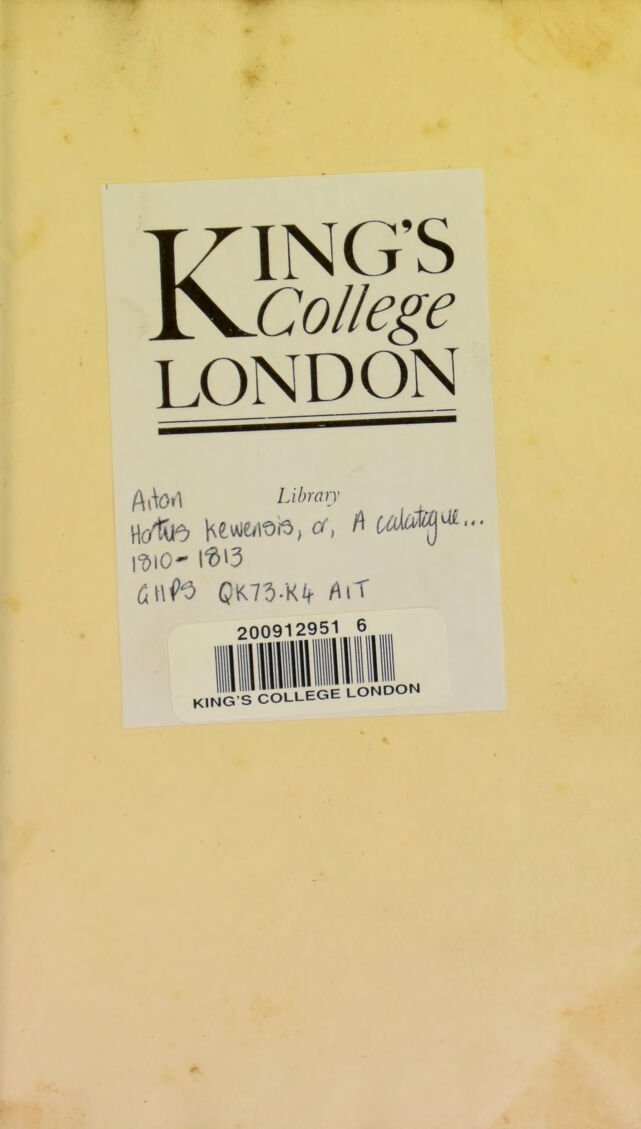 KING'S
College
LONDON
Library
Aiton
Hortus kewensis, or, A catalogue...
1810-1813
GHPS QK73.K4 AIT
200912951 6
KING'S COLLEGE LONDON